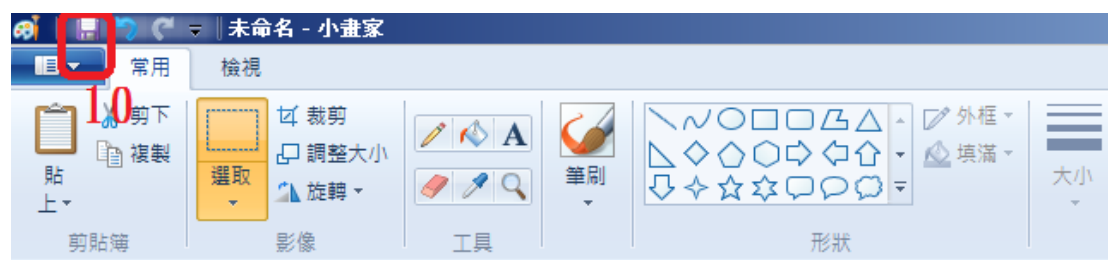 未命名 - 小畫家
常用 檢視
10
剪下
複製
貼上
選取
裁剪
調整大小
旋轉
A
筆刷
外框
填滿
大小
剪貼簿 影像 工具 形狀